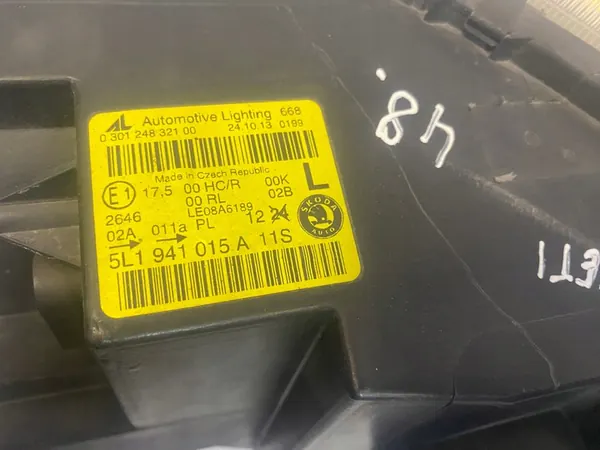 AL Automotive Lighting 668
0 301 248 321 00 24.10.13 0199
Made in Czech Republic
E1 17.5 00 HC/R 00K L
00 RL 02B
2646 LE08A6189
02A 011a PL 12 24
ŠKODA
AUTO
5L1 941 015 A 11S
48.